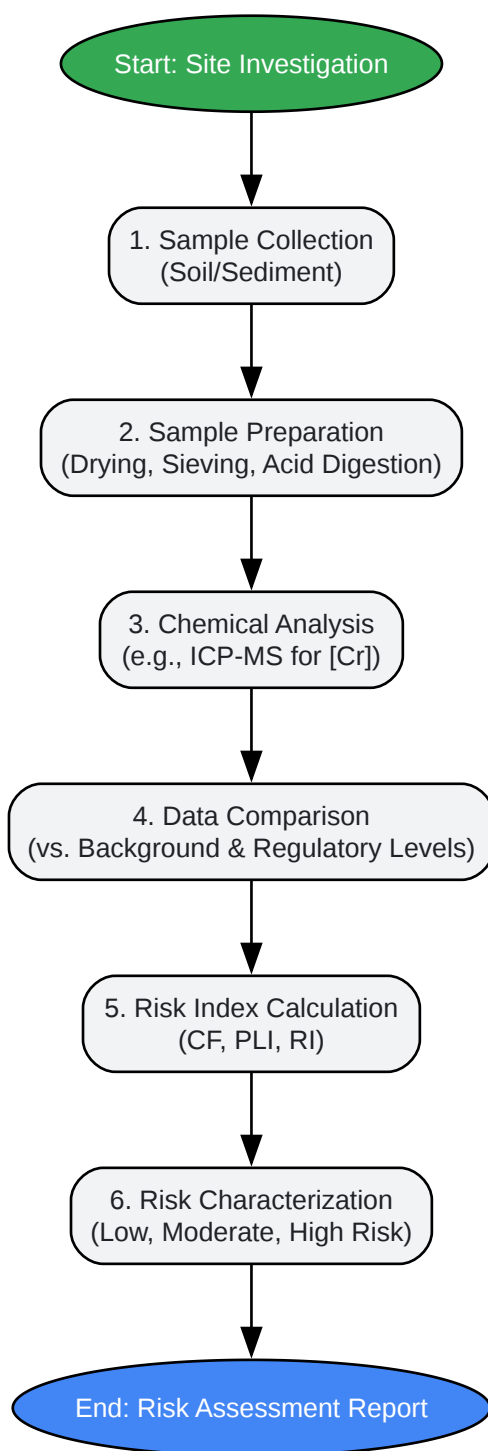 Start: Site Investigation
1. Sample Collection
(Soil/Sediment)
2. Sample Preparation
(Drying, Sieving, Acid Digestion)
3. Chemical Analysis
(e.g., ICP-MS for [Cr])
4. Data Comparison
(vs. Background & Regulatory Levels)
5. Risk Index Calculation
(CF, PLI, RI)
6. Risk Characterization
(Low, Moderate, High Risk)
End: Risk Assessment Report